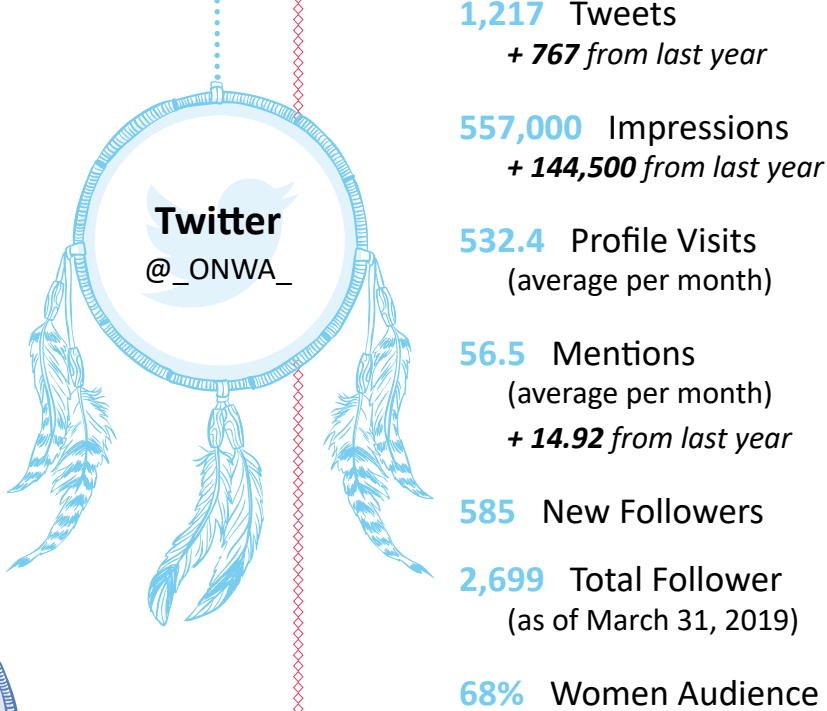 Twitter
@_ONWA_
1,217 Tweets
+ 767 from last year
557,000 Impressions
+ 144,500 from last year
532.4 Profile Visits
(average per month)
56.5 Mentions
(average per month)
+ 14.92 from last year
585 New Followers
2,699 Total Follower
(as of March 31, 2019)
68% Women Audience